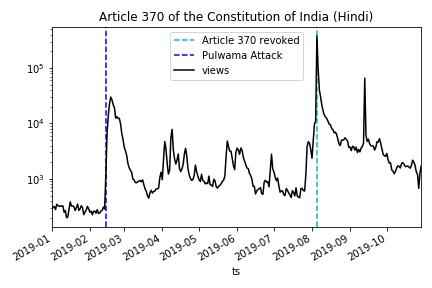 Article 370 of the Constitution of India (Hindi)
Article 370 revoked
Pulwama Attack
views
10^5
10^4
10^3
2019-01
2019-02
2019-03
2019-04
2019-05
2019-06
2019-07
2019-08
2019-09
2019-10
ts